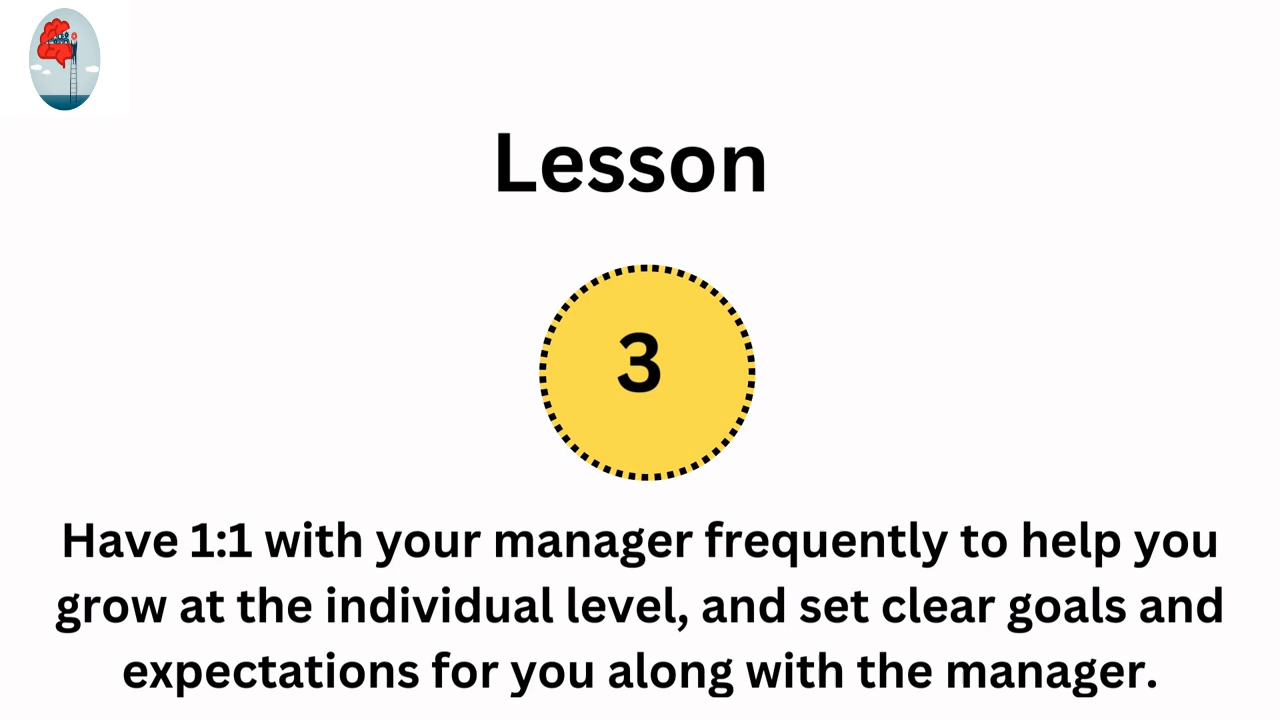 Lesson
3
Have 1:1 with your manager frequently to help you
grow at the individual level, and set clear goals and
expectations for you along with the manager.